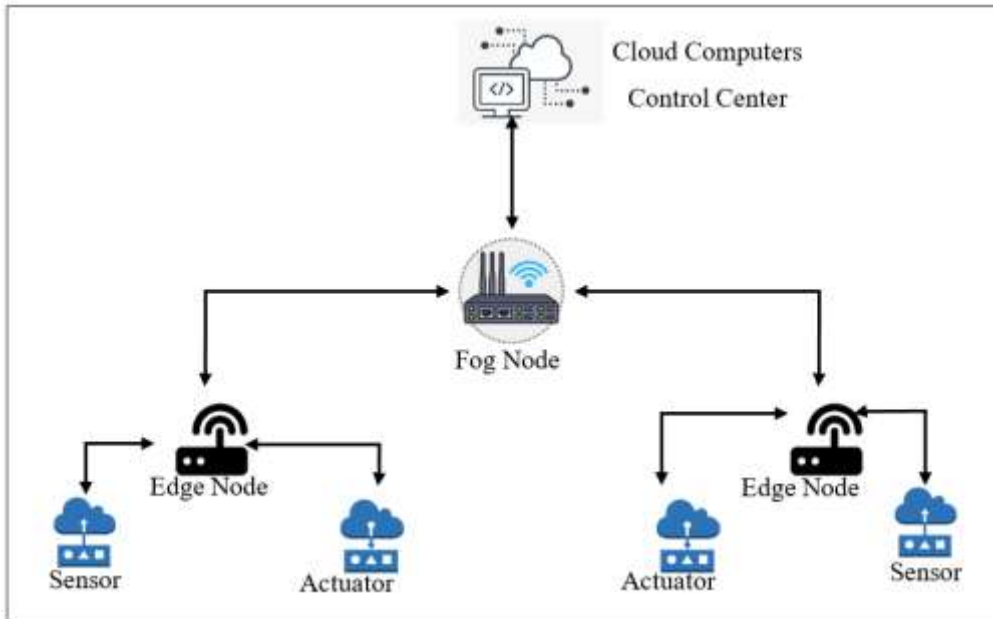 Cloud Computers
Control Center
</>
Fog Node
Edge Node
Edge Node
Sensor
Actuator
Actuator
Sensor